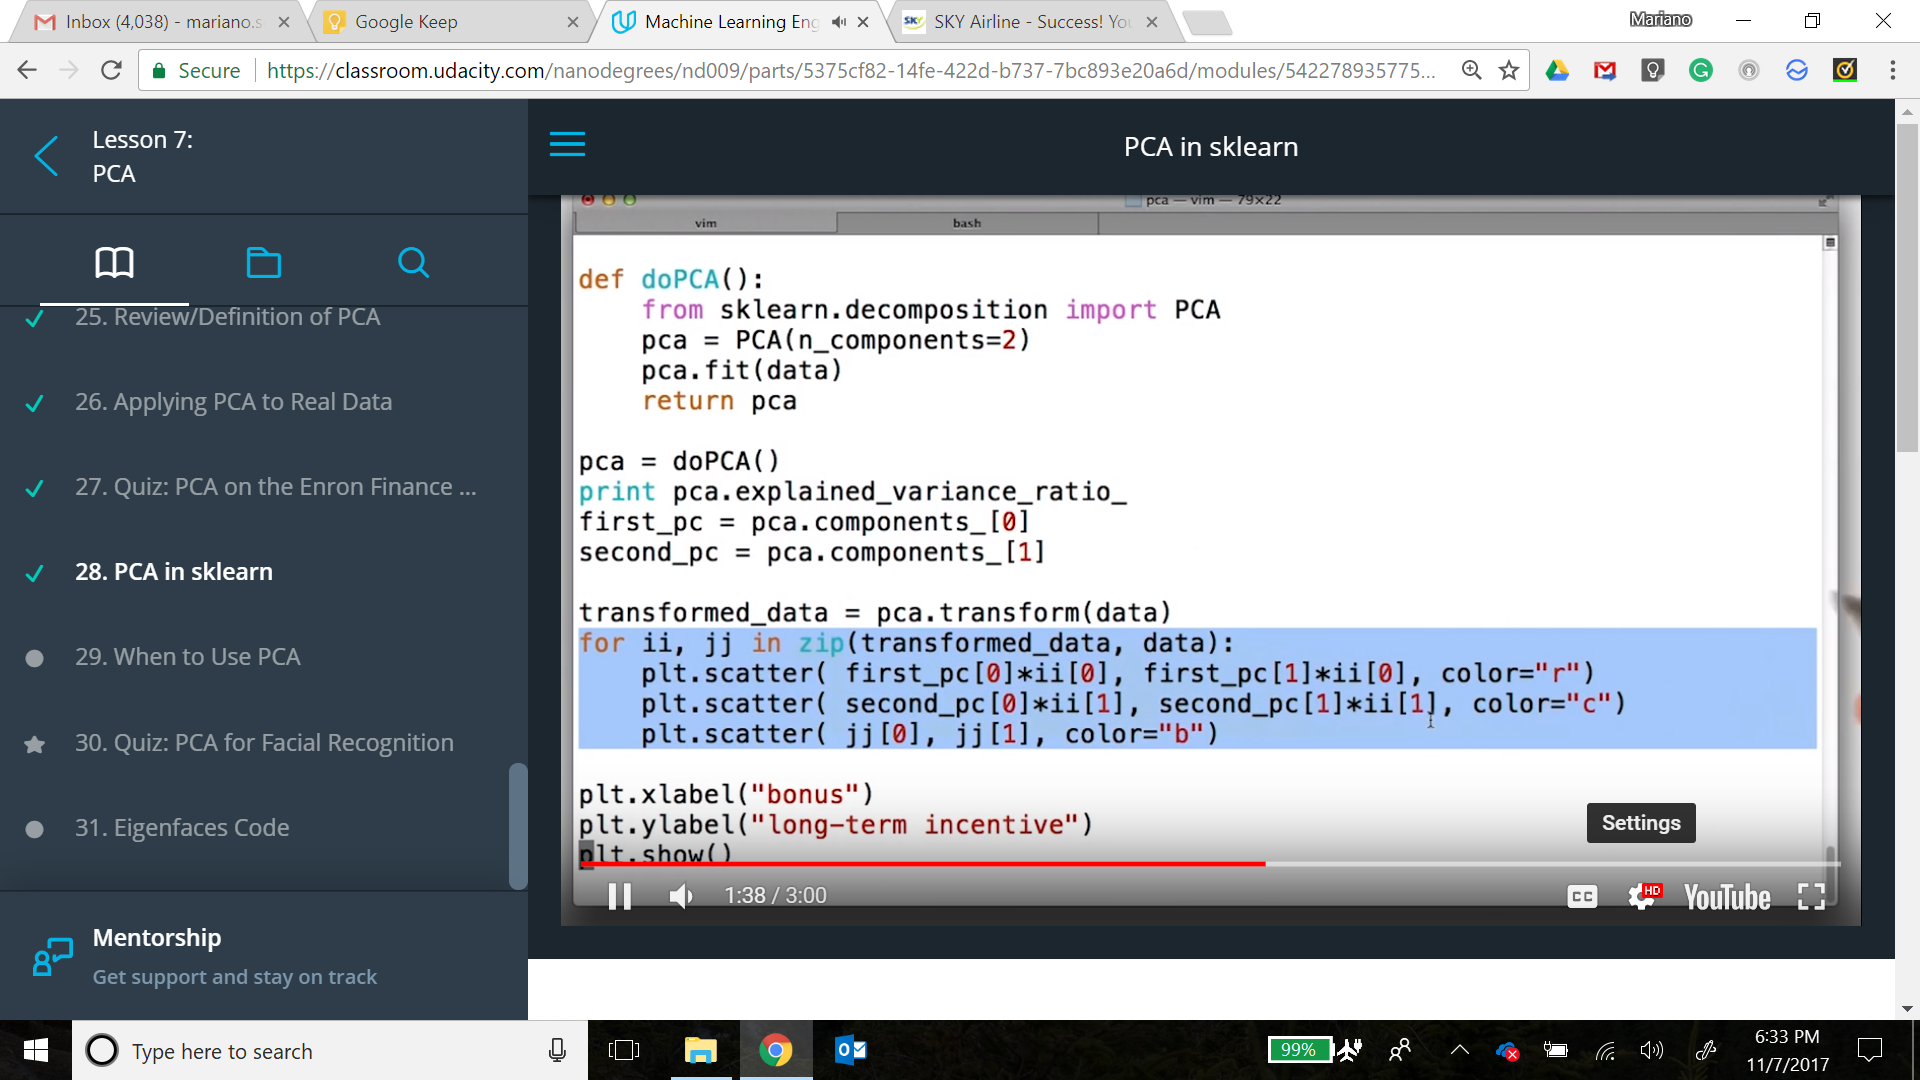 Inbox (4,038) - mariano.s
Google Keep
Machine Learning Eng
SKY Airline - Success! You
Mariano
Secure
https://classroom.udacity.com/nanodegrees/nd009/parts/5375cf82-14fe-422d-b737-7bc893e20a6d/modules/542278935775...
Lesson 7:
PCA
25. Review/Definition of PCA
26. Applying PCA to Real Data
27. Quiz: PCA on the Enron Finance ...
28. PCA in sklearn
29. When to Use PCA
30. Quiz: PCA for Facial Recognition
31. Eigenfaces Code
Mentorship
Get support and stay on track
PCA in sklearn
pca — vim — 79×22
vim
bash
def doPCA():
    from sklearn.decomposition import PCA
    pca = PCA(n_components=2)
    pca.fit(data)
    return pca
pca = doPCA()
print pca.explained_variance_ratio_
first_pc = pca.components_[0]
second_pc = pca.components_[1]
transformed_data = pca.transform(data)
for ii, jj in zip(transformed_data, data):
    plt.scatter( first_pc[0]*ii[0], first_pc[1]*ii[0], color="r")
    plt.scatter( second_pc[0]*ii[1], second_pc[1]*ii[1], color="c")
    plt.scatter( jj[0], jj[1], color="b")
plt.xlabel("bonus")
plt.ylabel("long-term incentive")
plt.show()
Settings
1:38 / 3:00
CC
HD
YouTube
Type here to search
99%
6:33 PM
11/7/2017